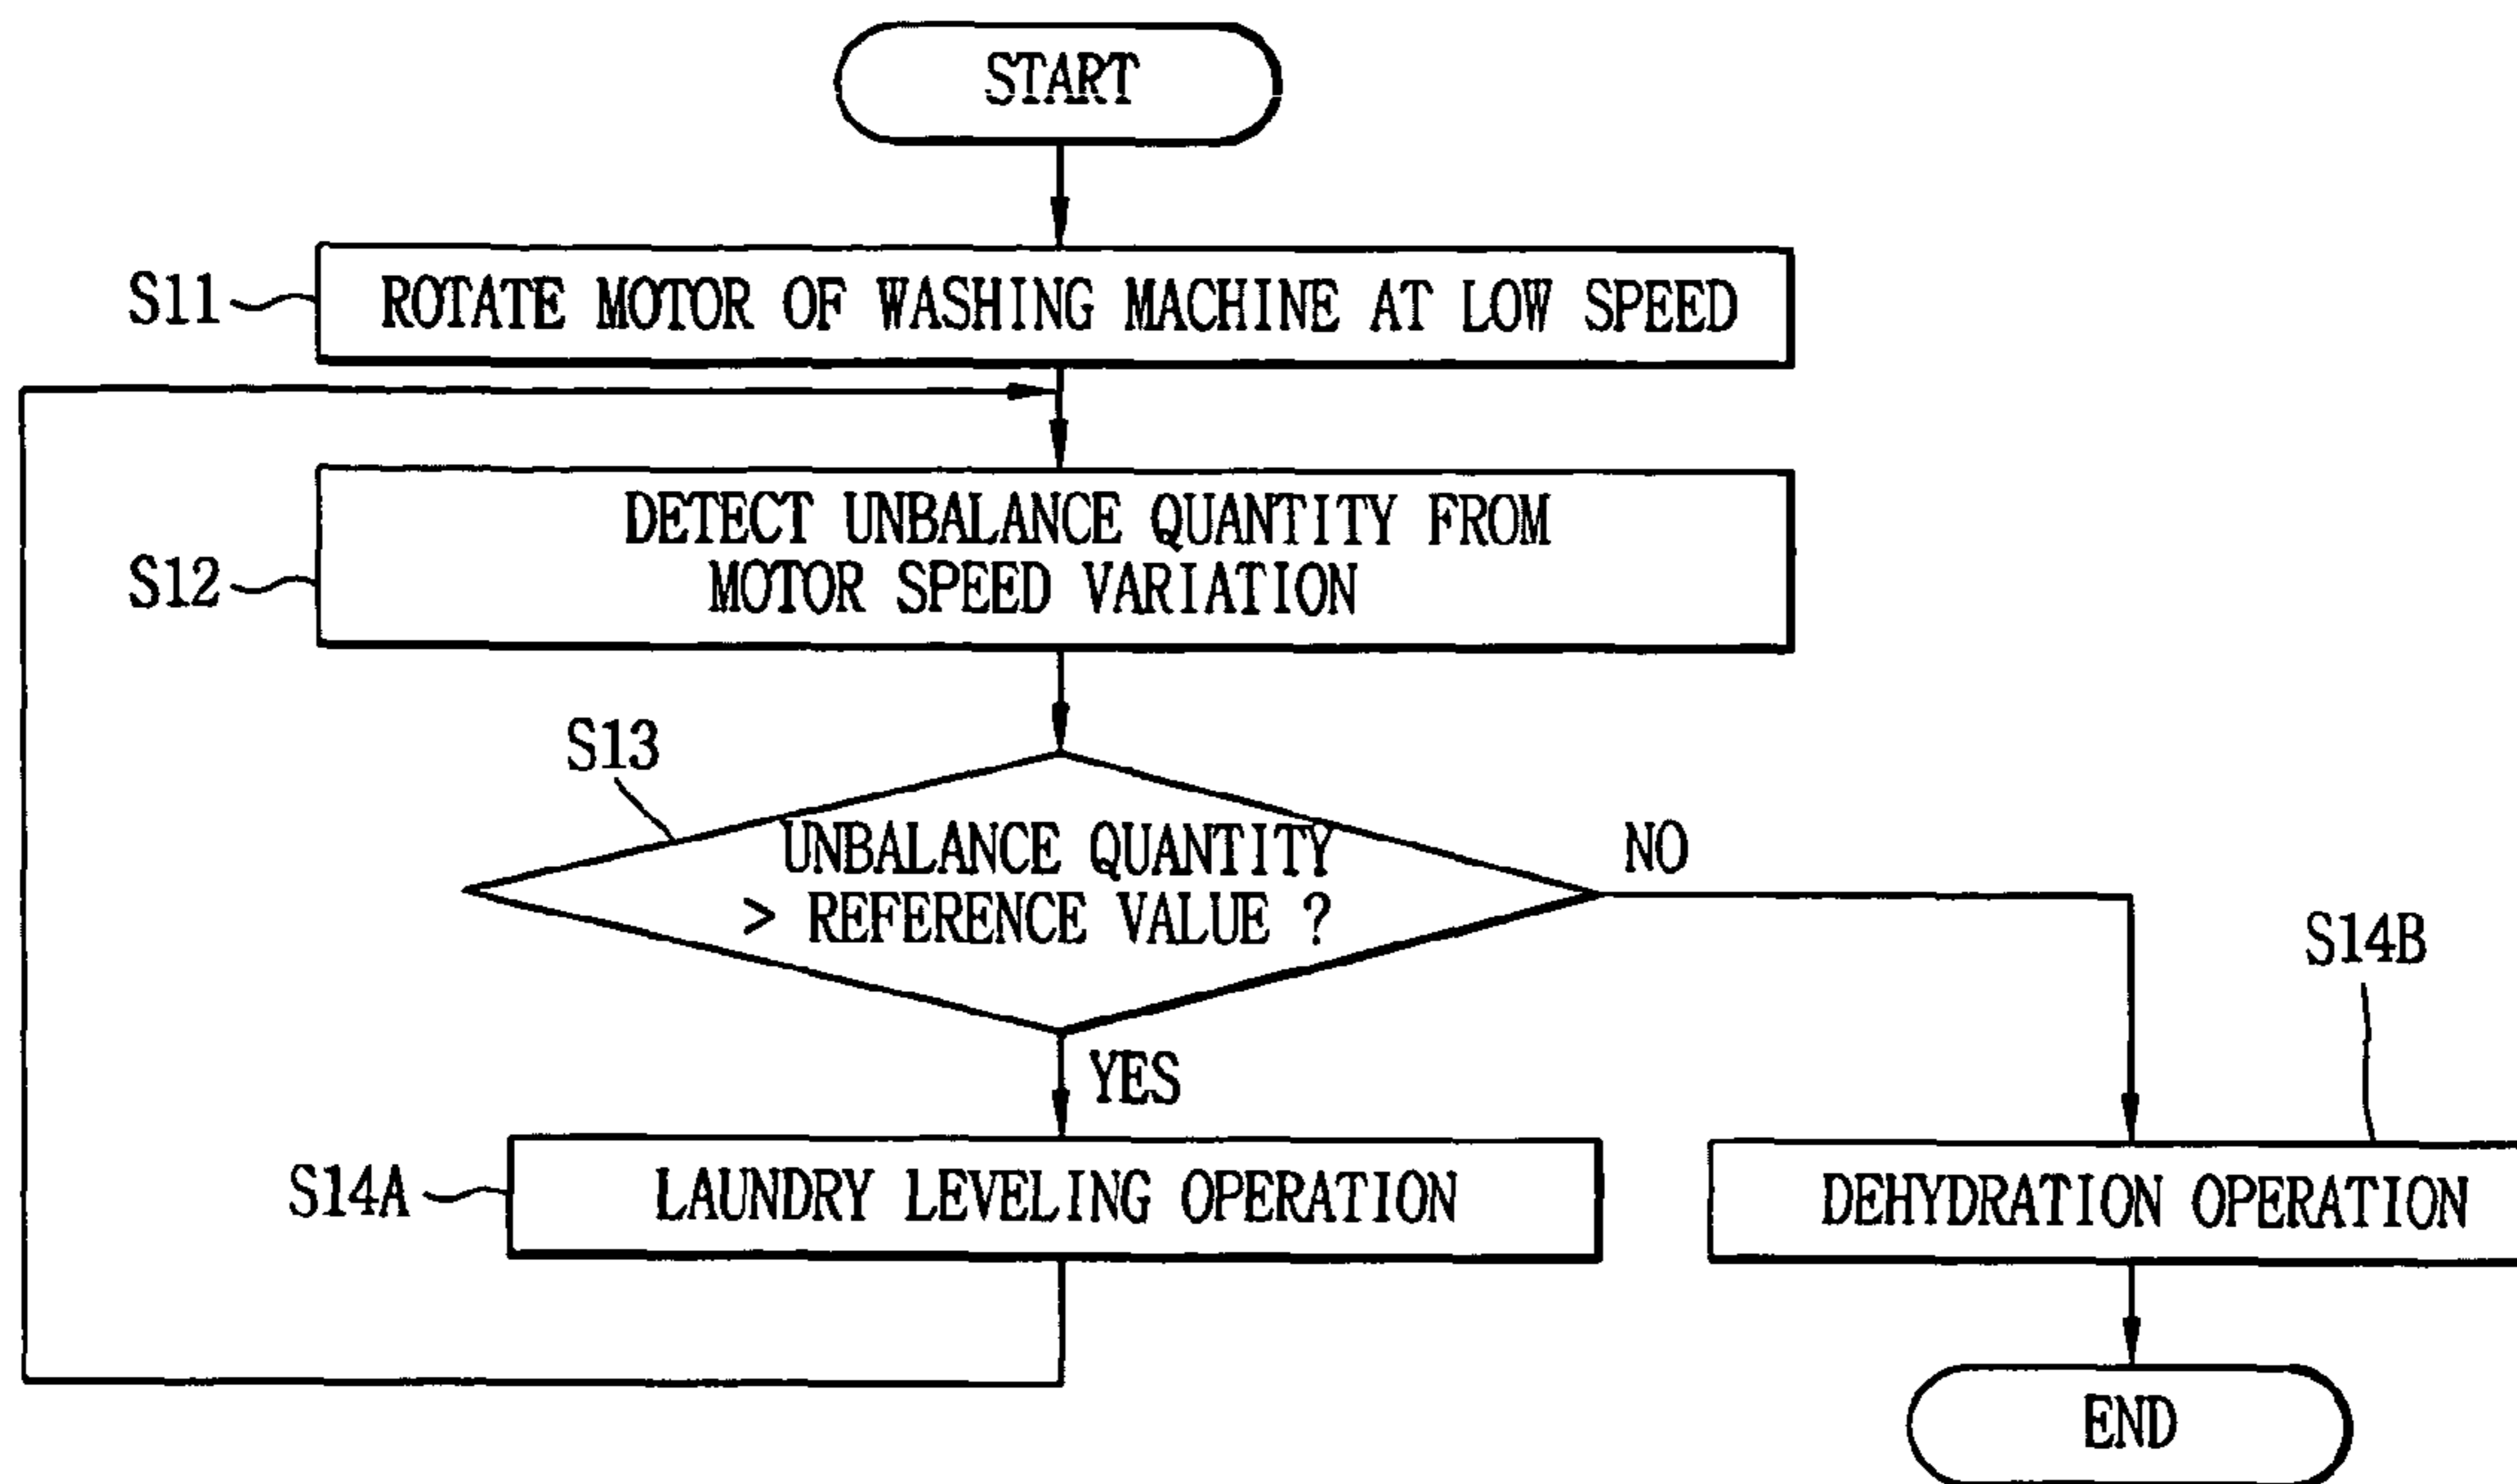 START
S11
ROTATE MOTOR OF WASHING MACHINE AT LOW SPEED
S12
DETECT UNBALANCE QUANTITY FROM
MOTOR SPEED VARIATION
S13
UNBALANCE QUANTITY
> REFERENCE VALUE ?
NO
YES
S14A
LAUNDRY LEVELING OPERATION
S14B
DEHYDRATION OPERATION
END